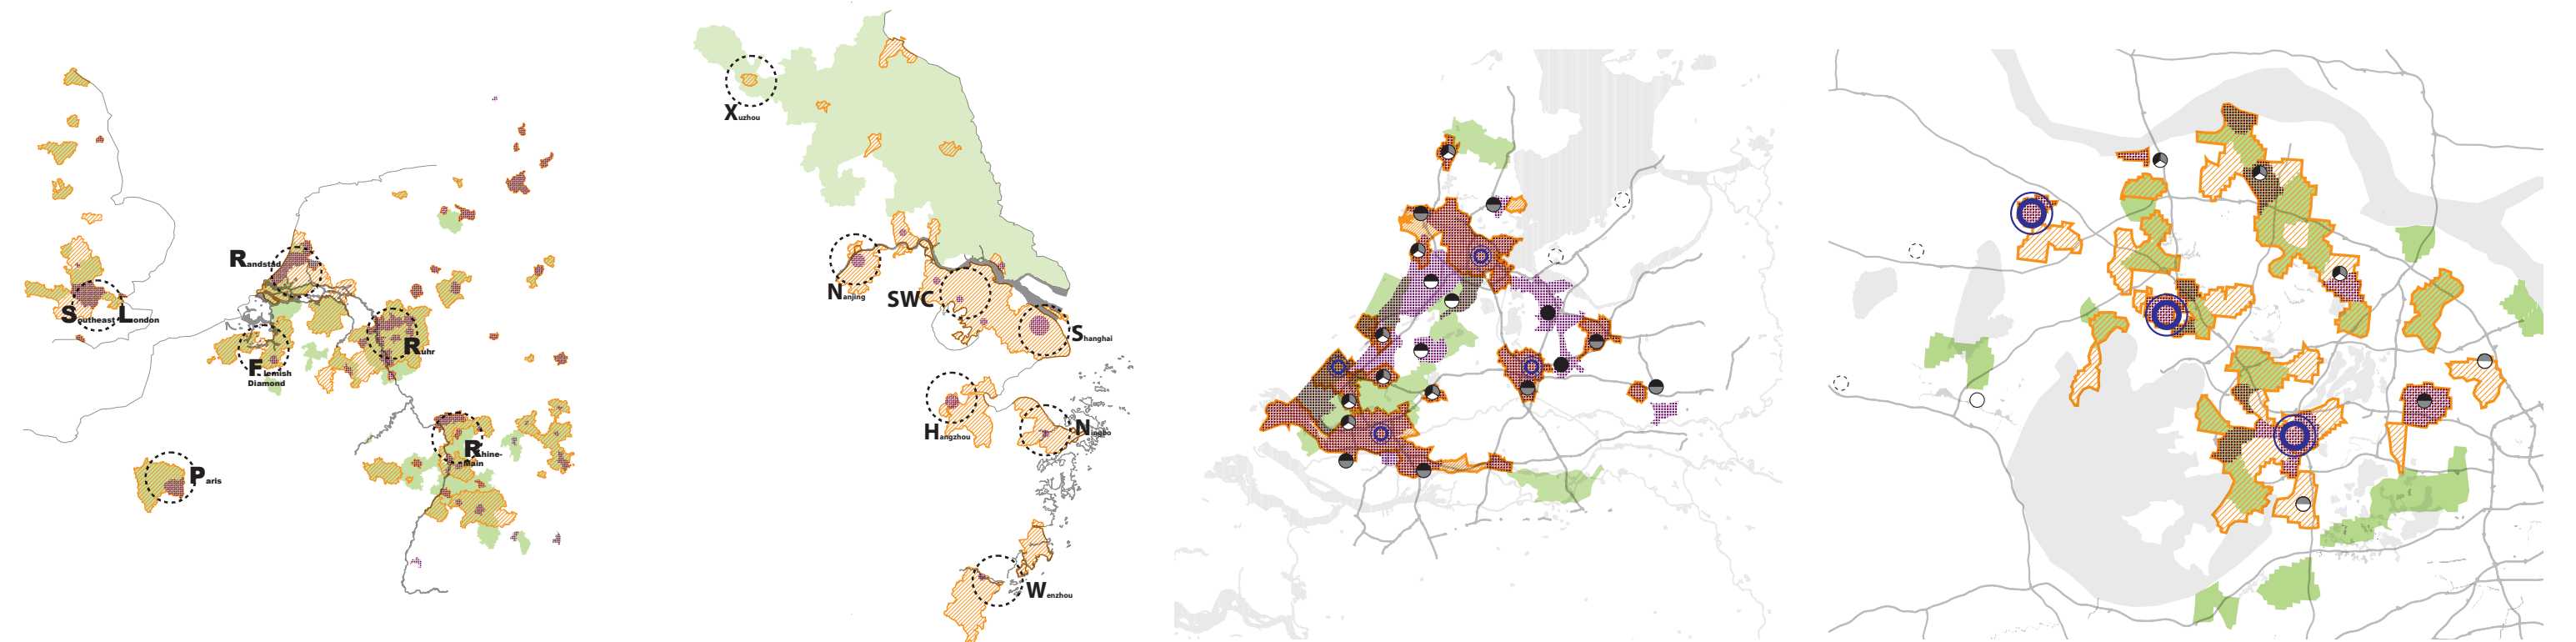 Randstad
Southeast London
Flemish
Diamond
Ruhr
Rhine-
Main
Paris
Xuzhou
Nanjing
SWC
Shanghai
Hangzhou
Ningbo
Wenzhou